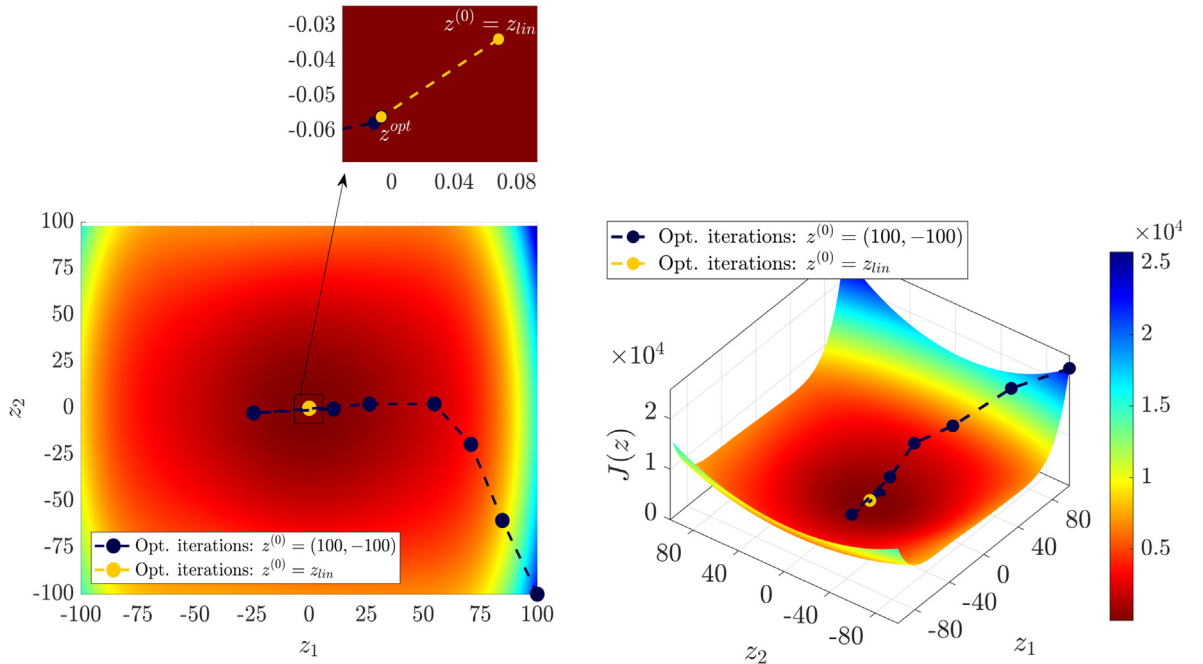 -0.03
-0.04
-0.05
-0.06
z^{(0)} = z_{lin}
z^{opt}
0 0.04 0.08
100
75
50
25
0
-25
-50
-75
-100
z_2
Opt. iterations: z^{(0)} = (100, −100)
Opt. iterations: z^{(0)} = z_{lin}
-100 -75 -50 -25 0 25 50 75 100
z_1
Opt. iterations: z^{(0)} = (100, −100)
Opt. iterations: z^{(0)} = z_{lin}
×10^4
2
1
0
J(z)
80 40 0 -40 -80
z_2
80
40
0
-40
-80
z_1
×10^4
2.5
2
1.5
1
0.5